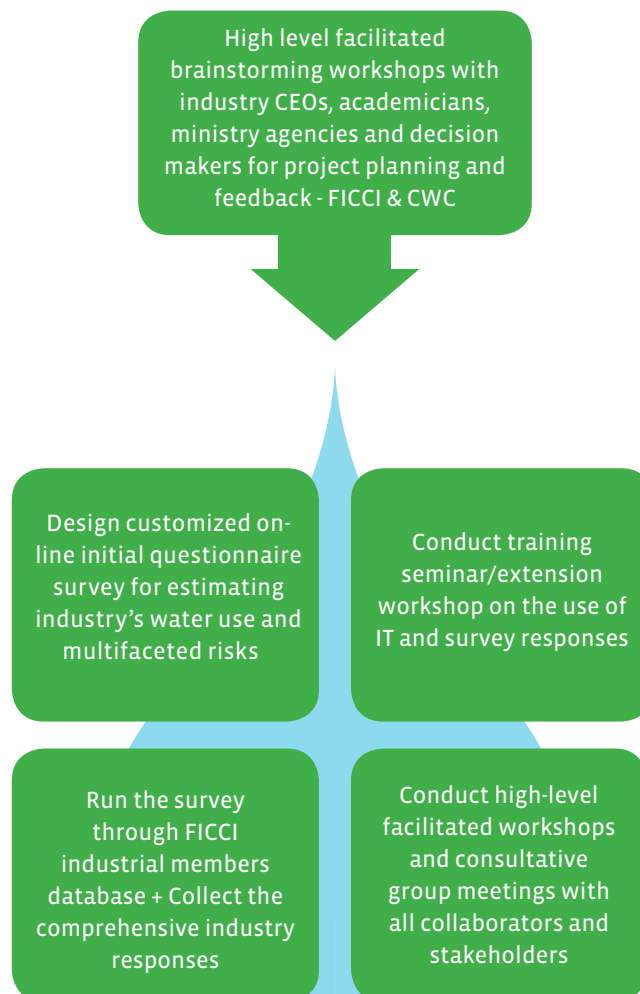 High level facilitated
brainstorming workshops with
industry CEOs, academicians,
ministry agencies and decision
makers for project planning and
feedback - FICCI & CWC
Design customized on-
line initial questionnaire
survey for estimating
industry's water use and
multifaceted risks
Conduct training
seminar/extension
workshop on the use of
IT and survey responses
Run the survey
through FICCI
industrial members
database + Collect the
comprehensive industry
responses
Conduct high-level
facilitated workshops
and consultative
group meetings with
all collaborators and
stakeholders